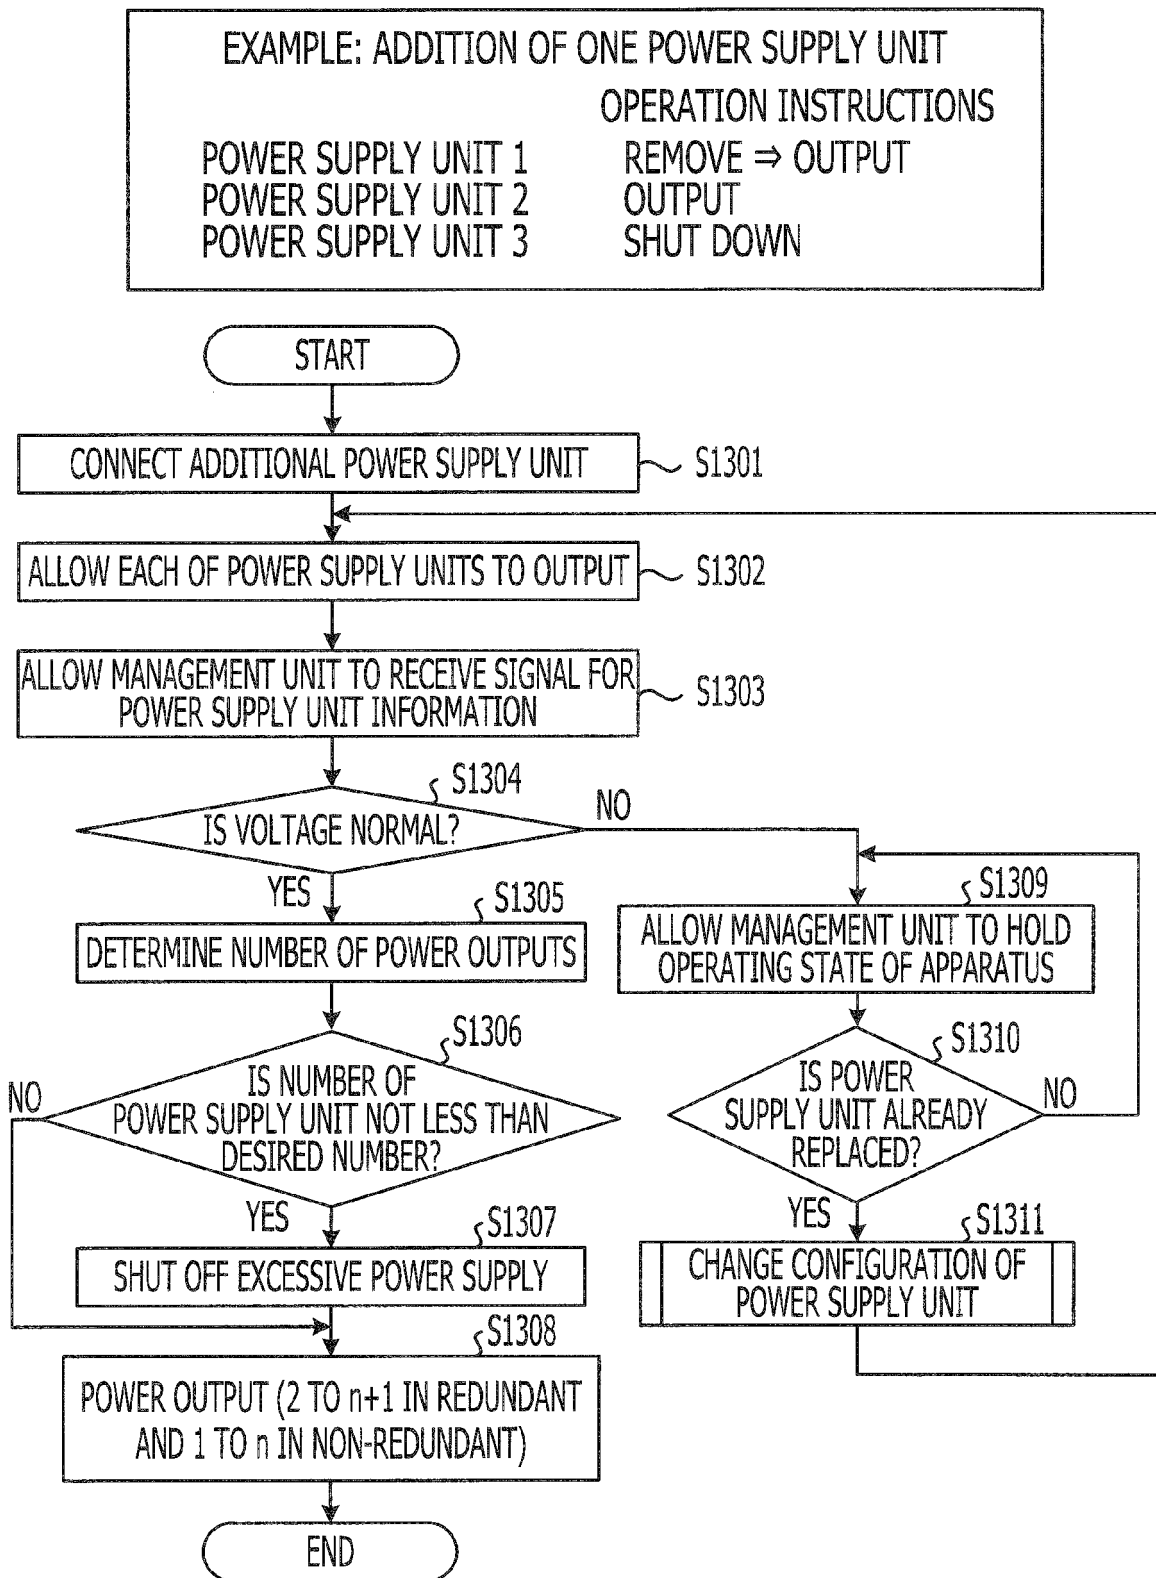 EXAMPLE: ADDITION OF ONE POWER SUPPLY UNIT
OPERATION INSTRUCTIONS
POWER SUPPLY UNIT 1 REMOVE ⇒ OUTPUT
POWER SUPPLY UNIT 2 OUTPUT
POWER SUPPLY UNIT 3 SHUT DOWN
START
CONNECT ADDITIONAL POWER SUPPLY UNIT
S1301
ALLOW EACH OF POWER SUPPLY UNITS TO OUTPUT
S1302
ALLOW MANAGEMENT UNIT TO RECEIVE SIGNAL FOR
POWER SUPPLY UNIT INFORMATION
S1303
S1304
IS VOLTAGE NORMAL?
NO
YES
S1305
DETERMINE NUMBER OF POWER OUTPUTS
S1306
IS NUMBER OF
POWER SUPPLY UNIT NOT LESS THAN
DESIRED NUMBER?
NO
YES
S1307
SHUT OFF EXCESSIVE POWER SUPPLY
S1308
POWER OUTPUT (2 TO n+1 IN REDUNDANT
AND 1 TO n IN NON-REDUNDANT)
END
S1309
ALLOW MANAGEMENT UNIT TO HOLD
OPERATING STATE OF APPARATUS
S1310
IS POWER
SUPPLY UNIT ALREADY
REPLACED?
NO
YES
S1311
CHANGE CONFIGURATION OF
POWER SUPPLY UNIT